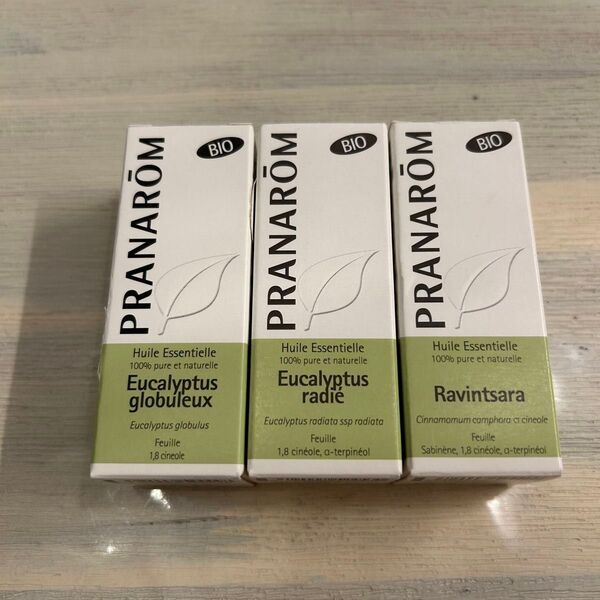 PRANARŌM
BIO
Huile Essentielle
100% pure et naturelle
Eucalyptus
globuleux
Eucalyptus globulus
Feuille
1,8 cineole
PRANARŌM
BIO
Huile Essentielle
100% pure et naturelle
Eucalyptus
radié
Eucalyptus radiata ssp radiata
Feuille
1,8 cinéole, α-terpinéol
PRANARŌM
BIO
Huile Essentielle
100% pure et naturelle
Ravintsara
Cinnamomum camphora ct cineole
Feuille
Sabinène, 1,8 cinéole, α-terpinéol